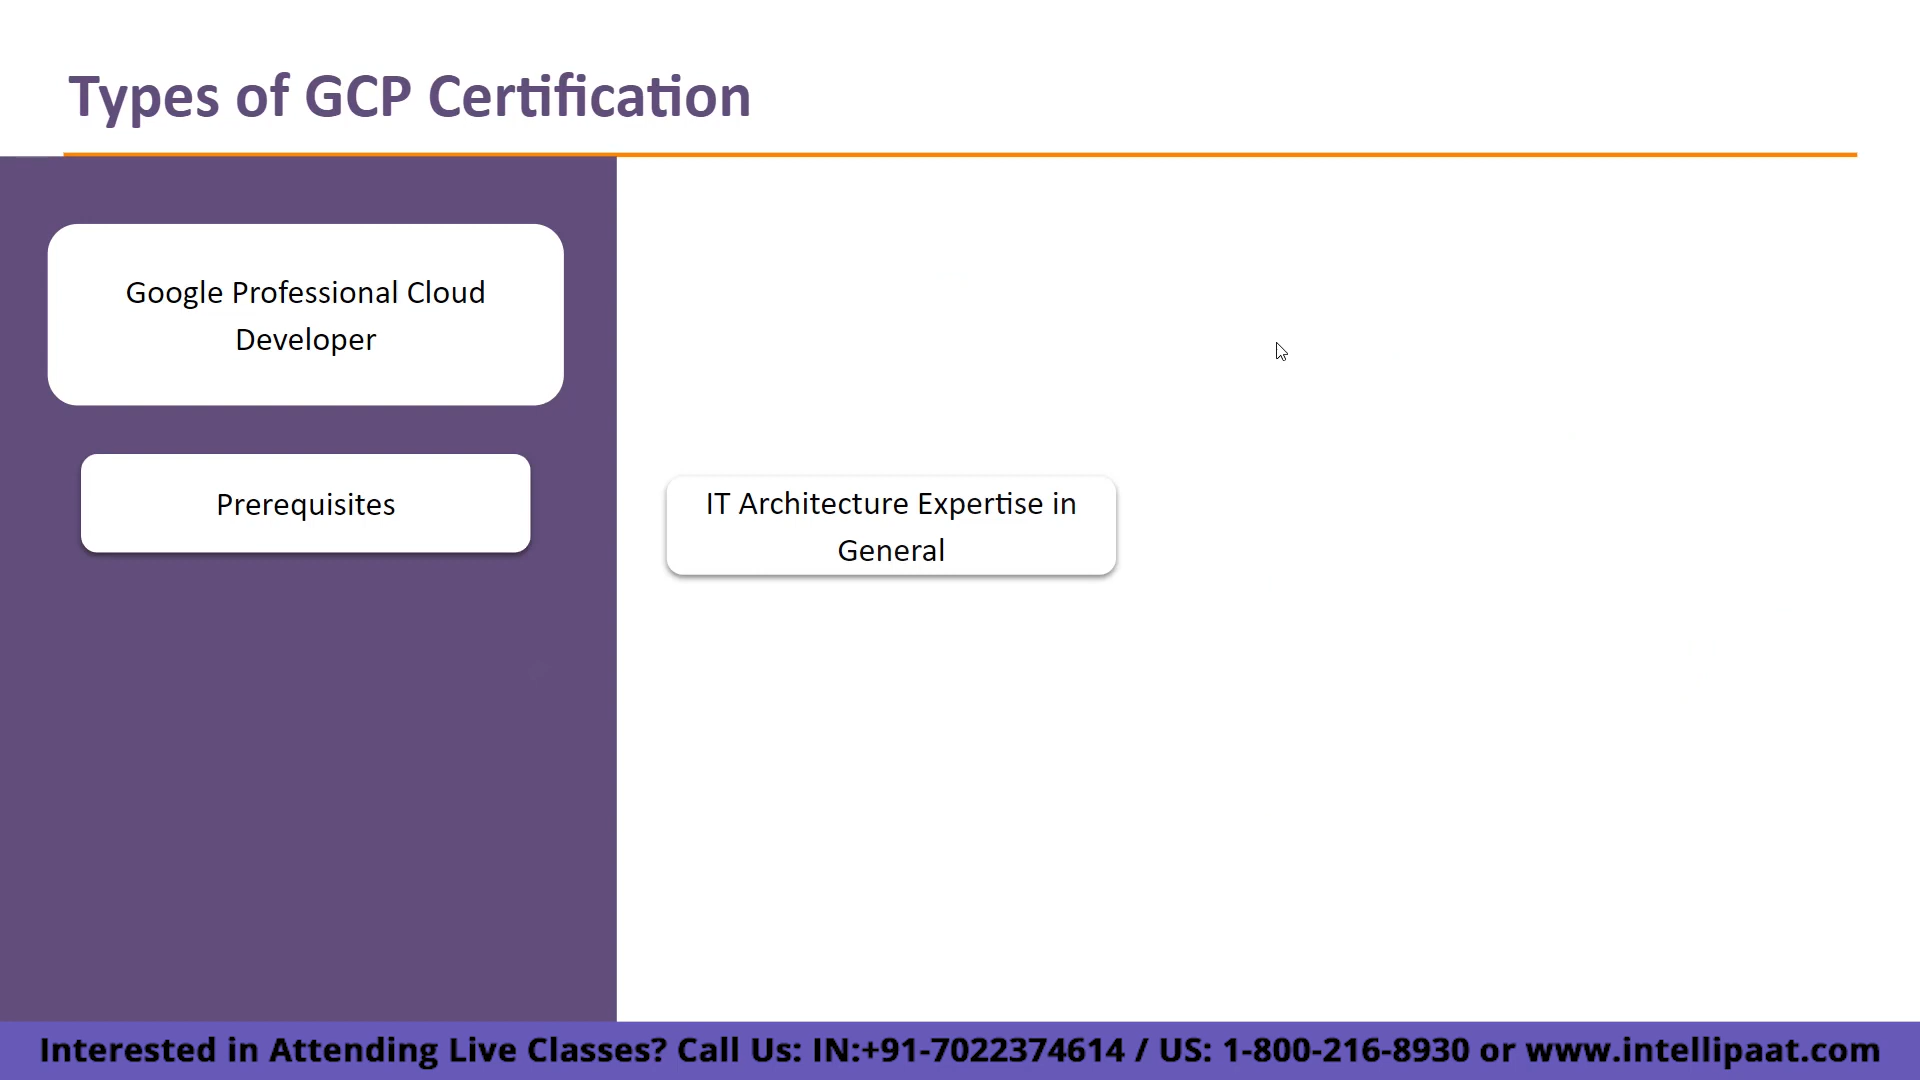 Types of GCP Certification
Google Professional Cloud
Developer
Prerequisites
IT Architecture Expertise in
General
Interested in Attending Live Classes? Call Us: IN:+91-7022374614 / US: 1-800-216-8930 or www.intellipaat.com